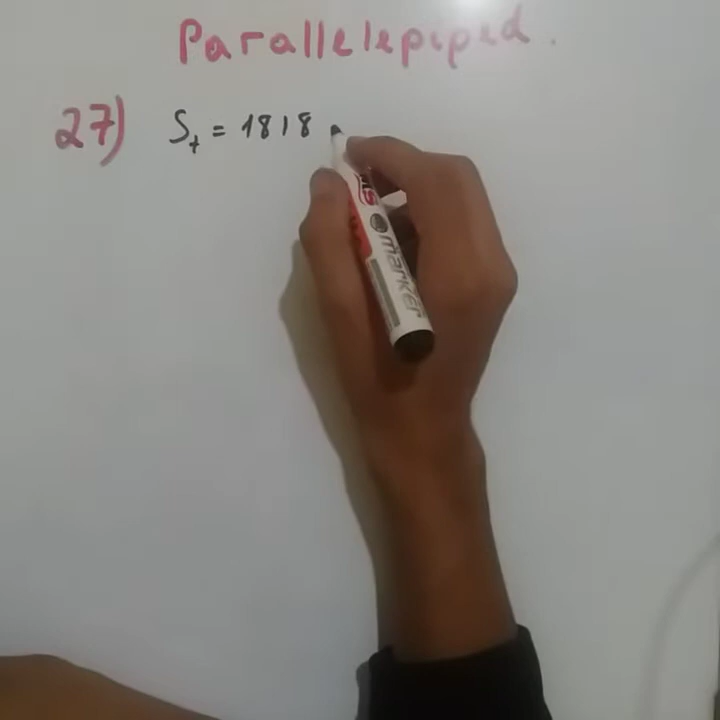 Parallelepiped.
27) Sₜ = 1818
marker